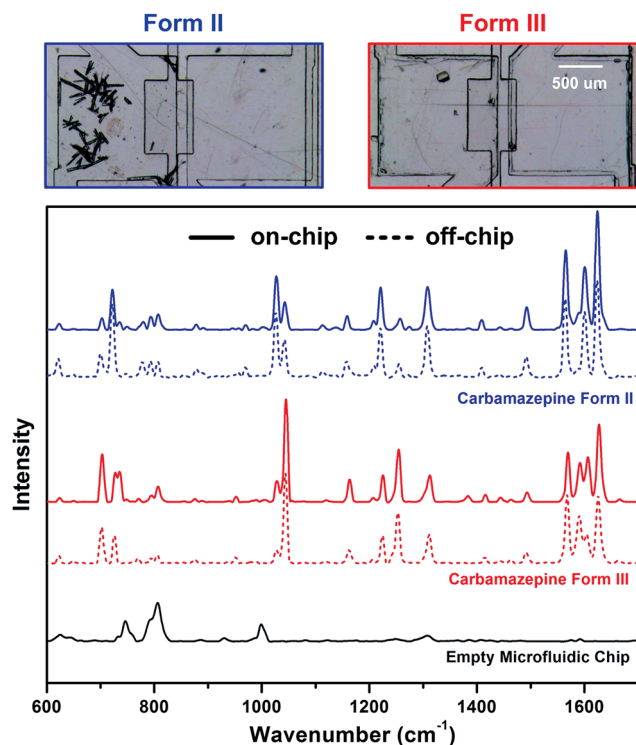 Form II
Form III
500 um
on-chip
off-chip
Carbamazepine Form II
Carbamazepine Form III
Empty Microfluidic Chip
Intensity
600
800
1000
1200
1400
1600
Wavenumber (cm⁻¹)